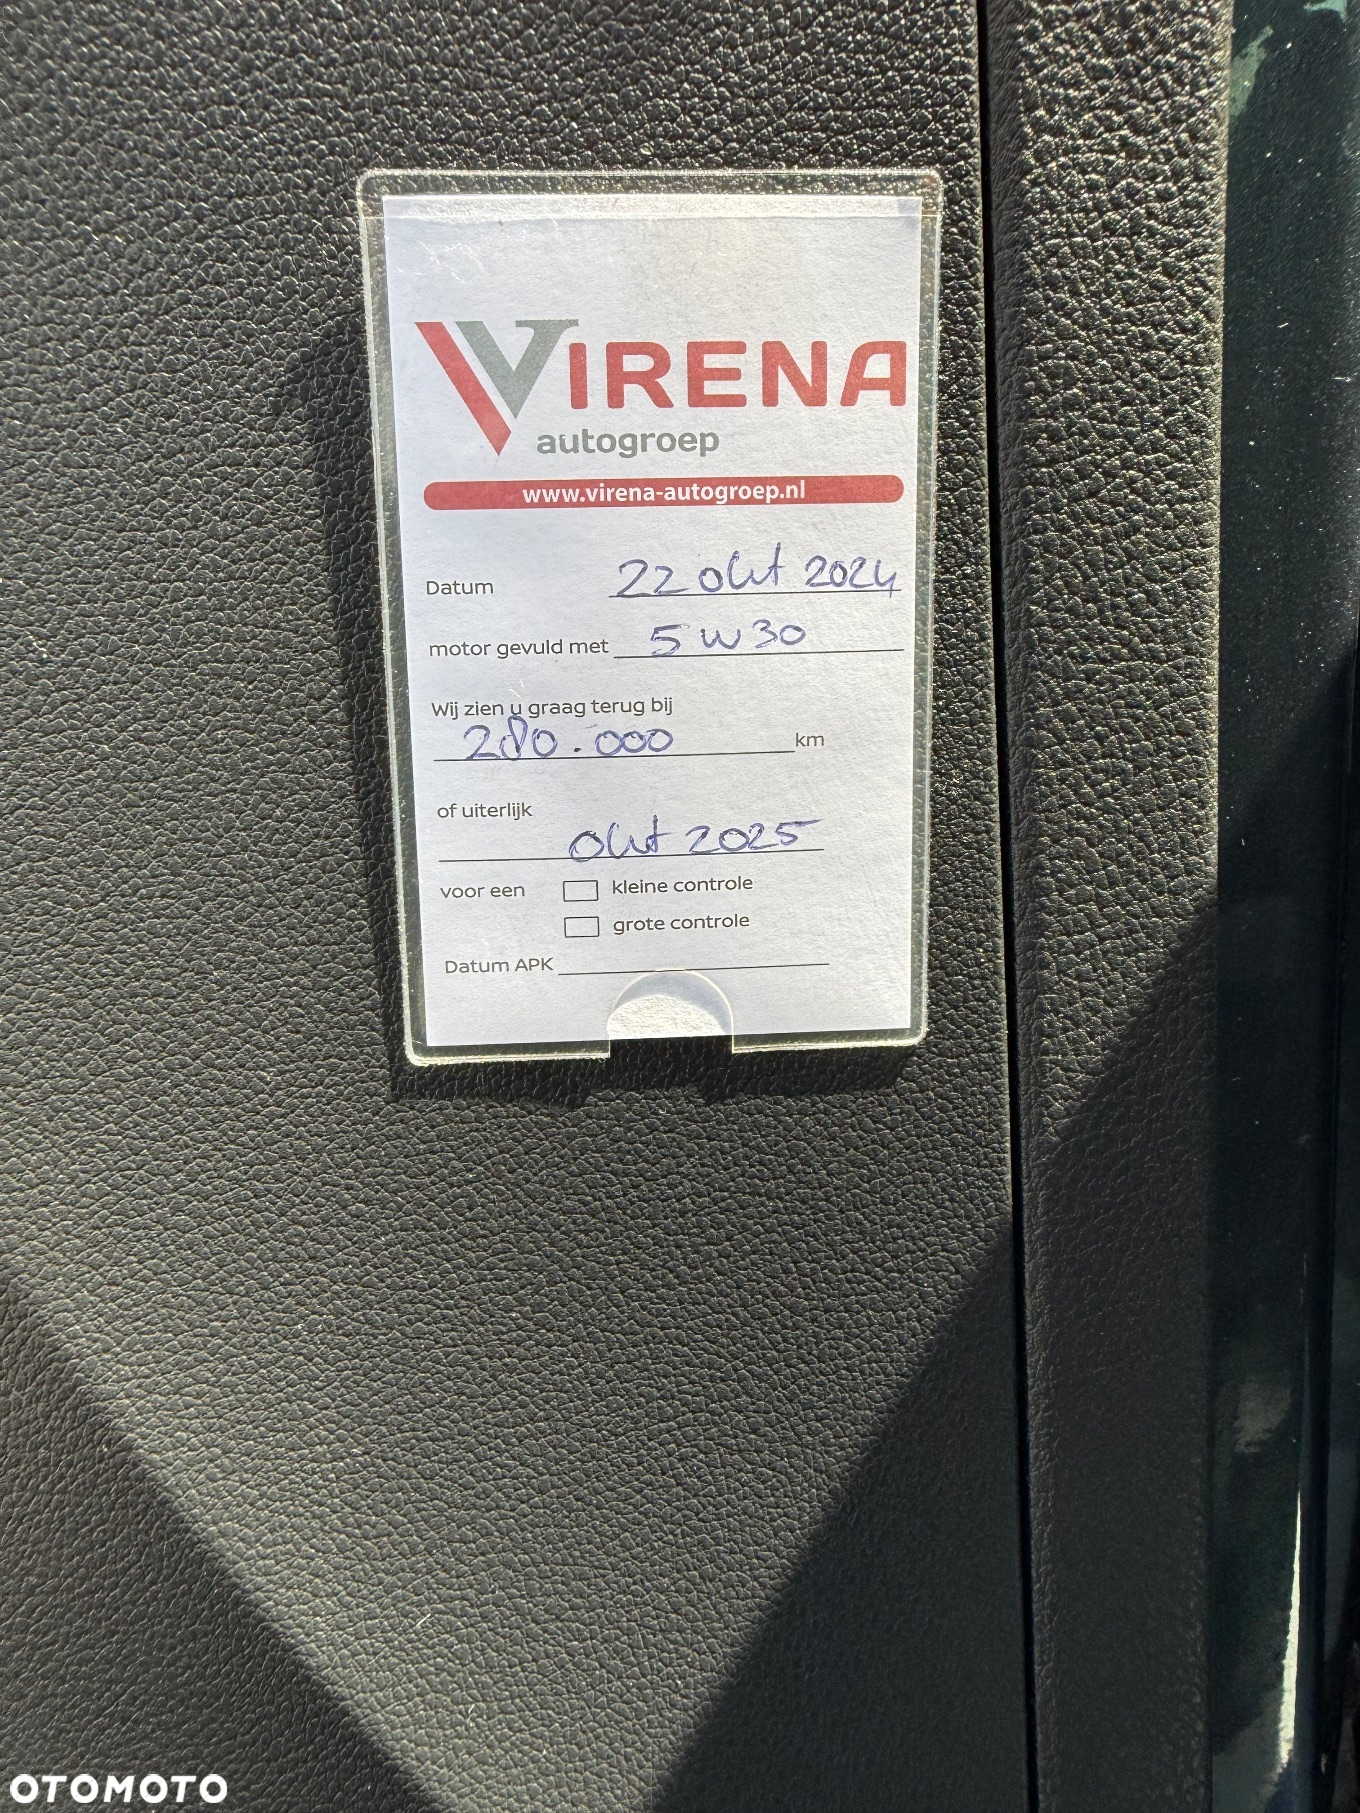 VIRENA
autogroep
www.virena-autogroep.nl
Datum 22 okt 2024
motor gevuld met 5W30
Wij zien u graag terug bij
280.000 km
of uiterlijk
okt 2025
voor een kleine controle
grote controle
Datum APK
OTOMOTO